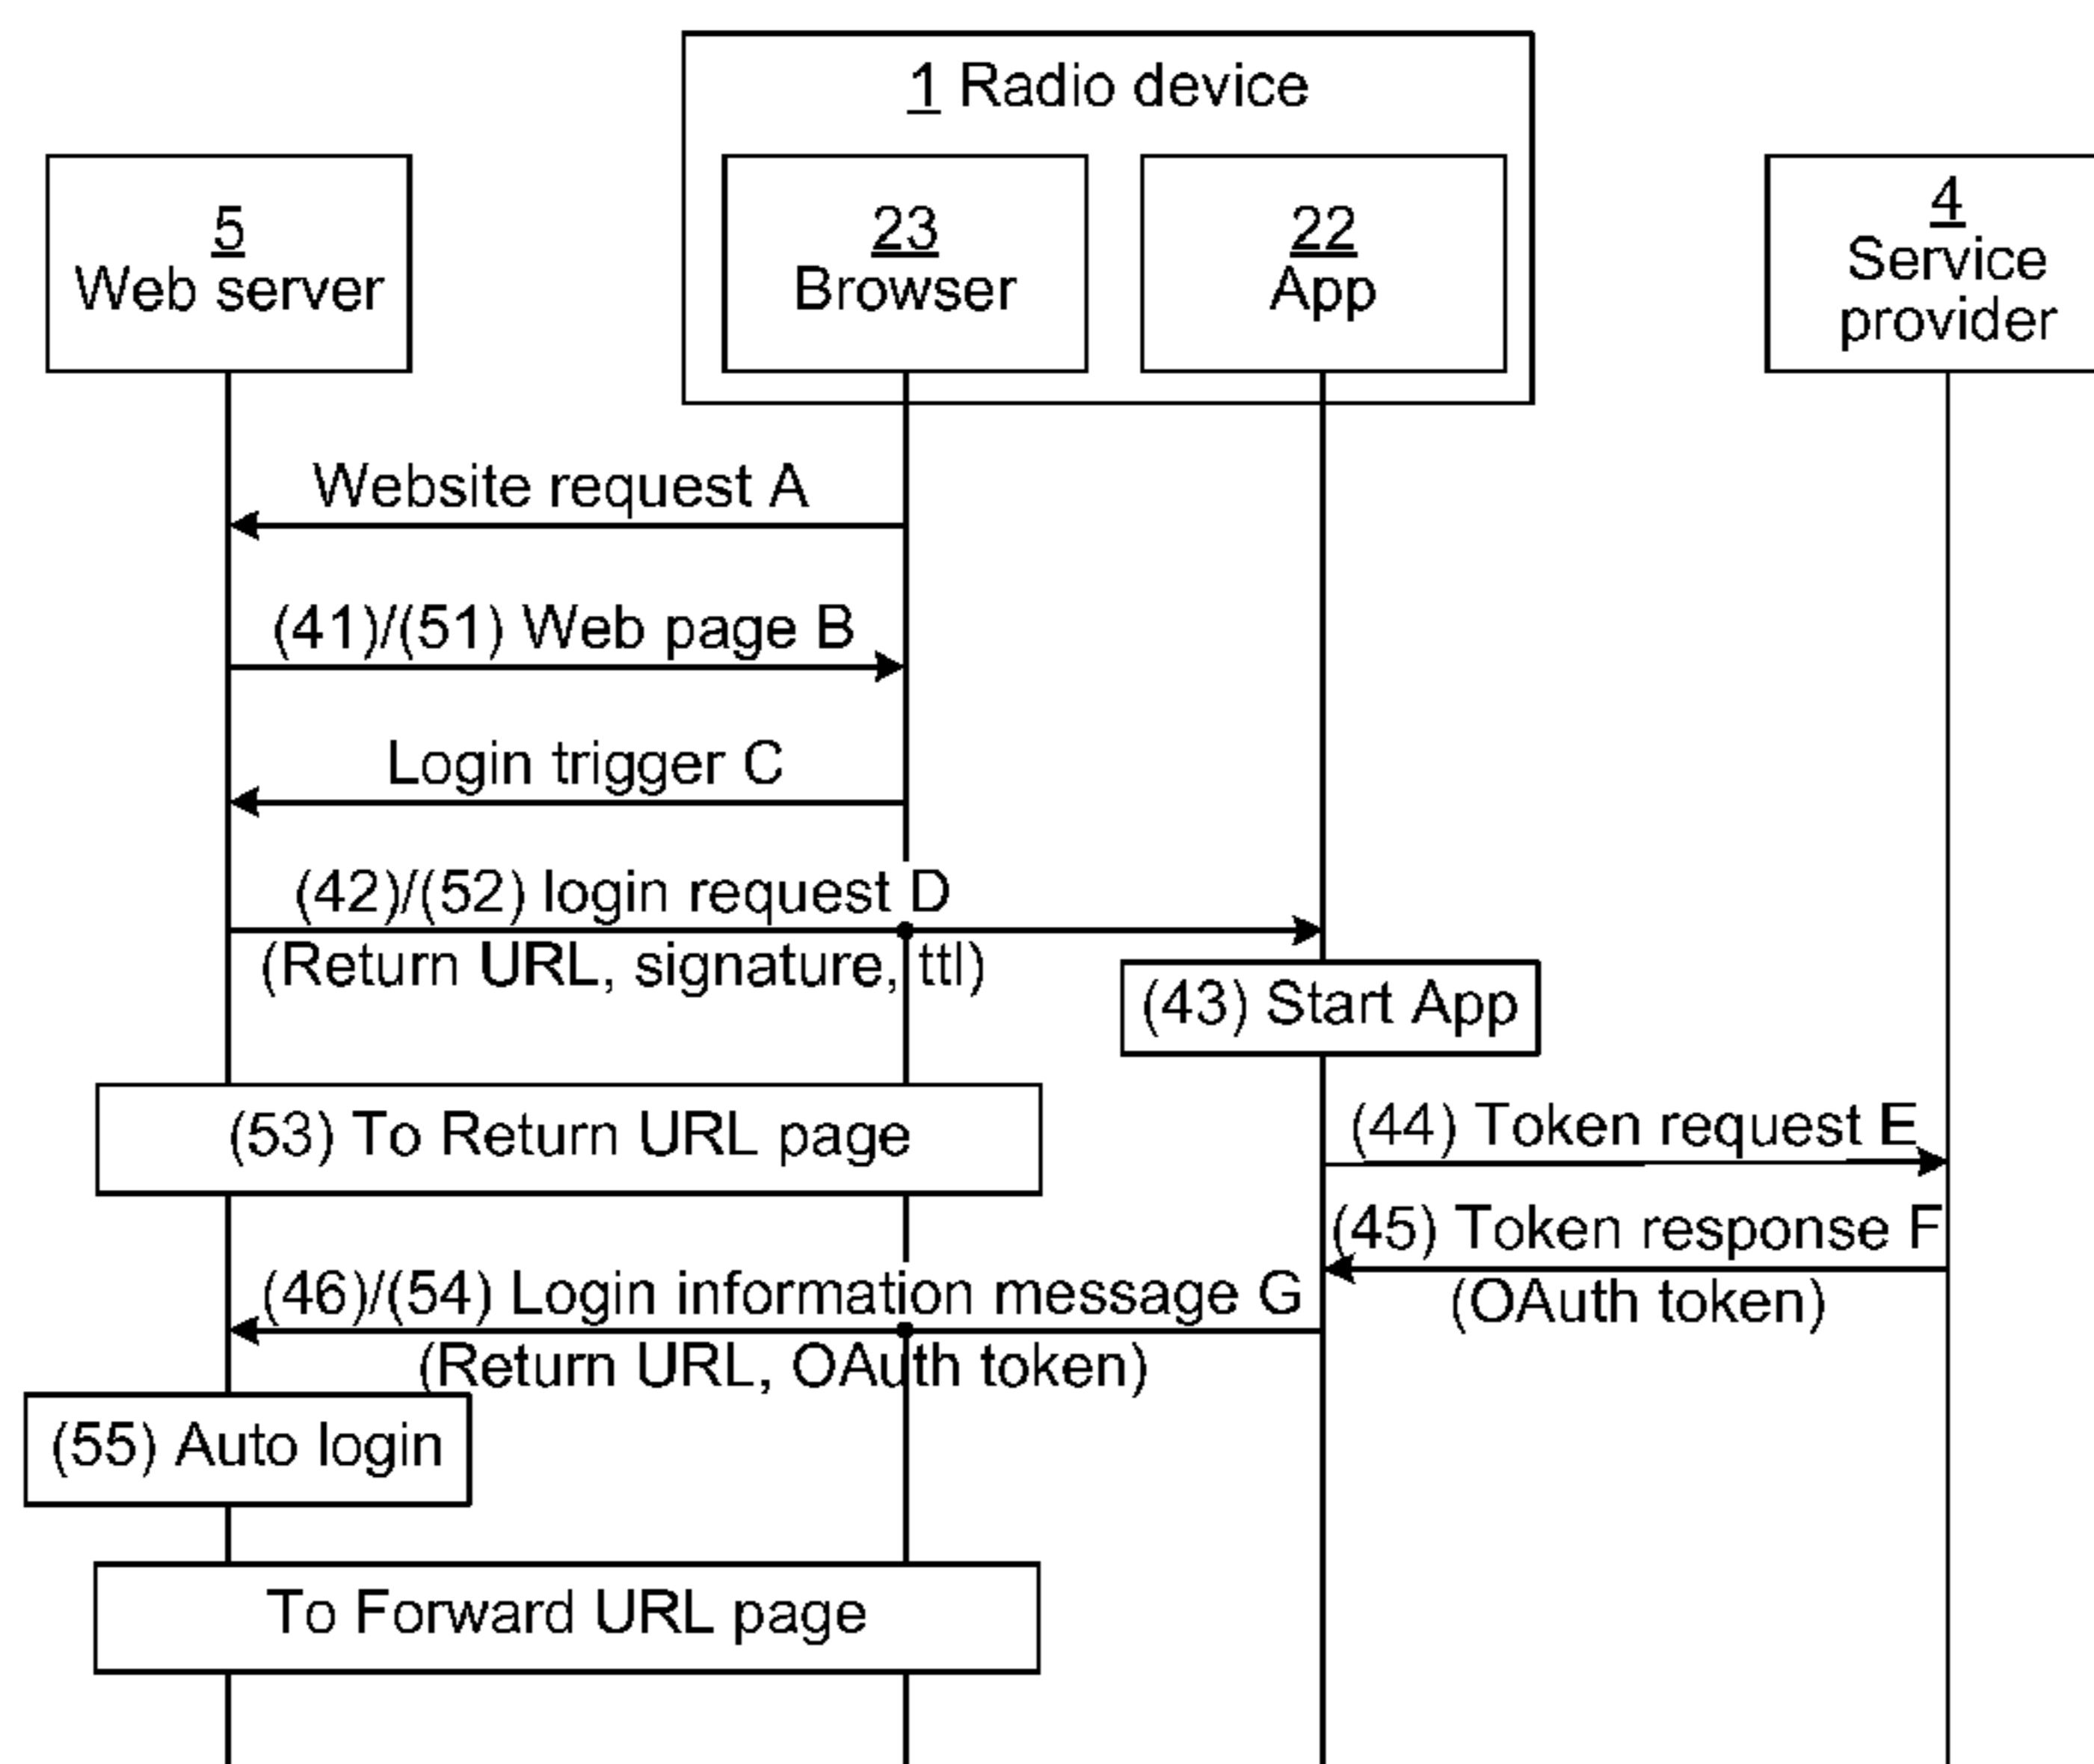 1 Radio device
5
Web server
23
Browser
22
App
4
Service
provider
Website request A
(41)/(51) Web page B
Login trigger C
(42)/(52) login request D
(Return URL, signature, ttl)
(43) Start App
(53) To Return URL page
(44) Token request E
(45) Token response F
(OAuth token)
(46)/(54) Login information message G
(Return URL, OAuth token)
(55) Auto login
To Forward URL page